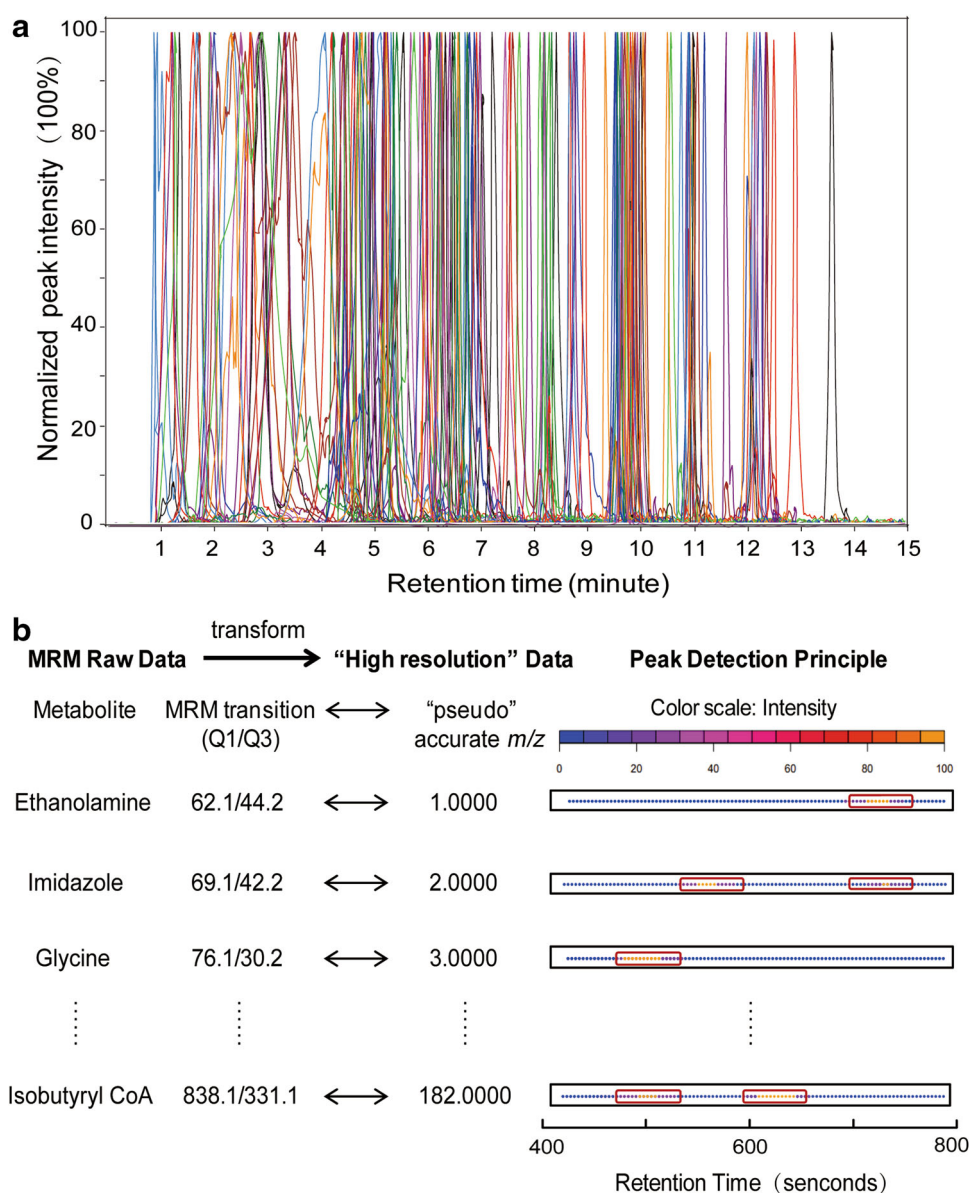 a
Normalized peak intensity (100%)
100
80
60
40
20
0
1 2 3 4 5 6 7 8 9 10 11 12 13 14 15
Retention time (minute)
b
transform
MRM Raw Data “High resolution” Data Peak Detection Principle
Metabolite MRM transition “pseudo” Color scale: Intensity
(Q1/Q3) accurate m/z
0 20 40 60 80 100
Ethanolamine 62.1/44.2 1.0000
Imidazole 69.1/42.2 2.0000
Glycine 76.1/30.2 3.0000
Isobutyryl CoA 838.1/331.1 182.0000
400 600 800
Retention Time (senconds)